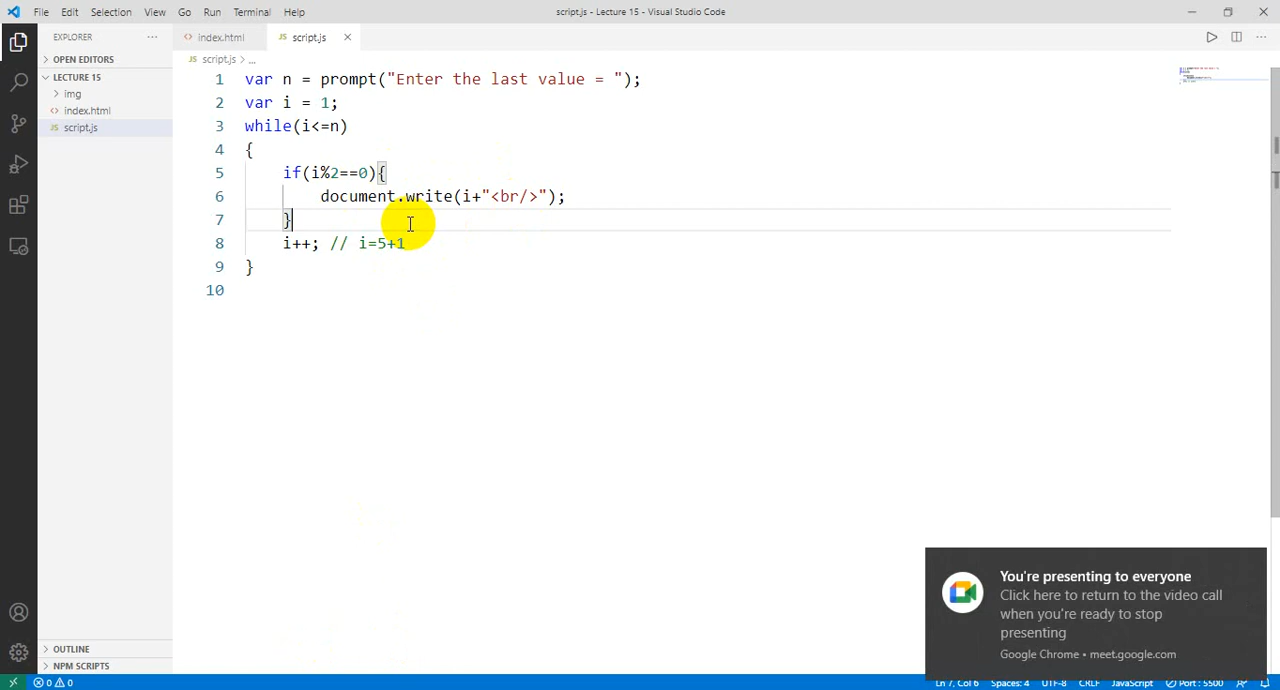 File Edit Selection View Go Run Terminal Help
script.js - Lecture 15 - Visual Studio Code
EXPLORER
OPEN EDITORS
LECTURE 15
img
index.html
JS script.js
OUTLINE
NPM SCRIPTS
index.html JS script.js
JS script.js > ...
1 var n = prompt("Enter the last value = ");
2 var i = 1;
3 while(i<=n)
4 {
5 if(i%2==0){
6 document.write(i+"<br/>");
7 }
8 i++; // i=5+1
9 }
10
You're presenting to everyone
Click here to return to the video call
when you're ready to stop
presenting
Google Chrome • meet.google.com
0 0 Ln 7, Col 6 Spaces: 4 UTF-8 CRLF JavaScript Port : 5500